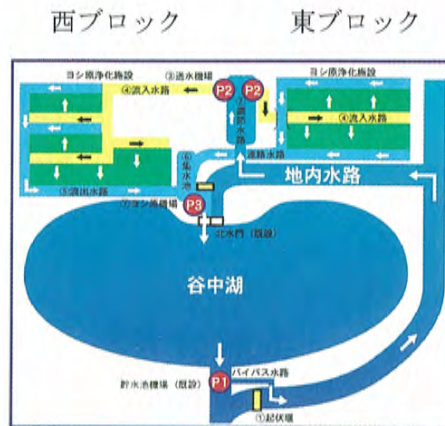 西ブロック
東ブロック
ヨシ原浄化施設
③送水機場
ヨシ原浄化施設
④流入水路
P2
P2
④流入水路
②調節水路
連絡水路
⑥集水池
地内水路
⑤流出水路
⑦ヨシ原機場
P3
北水門（既設）
谷中湖
バイパス水路
貯水池機場（既設）
P1
①起伏堰